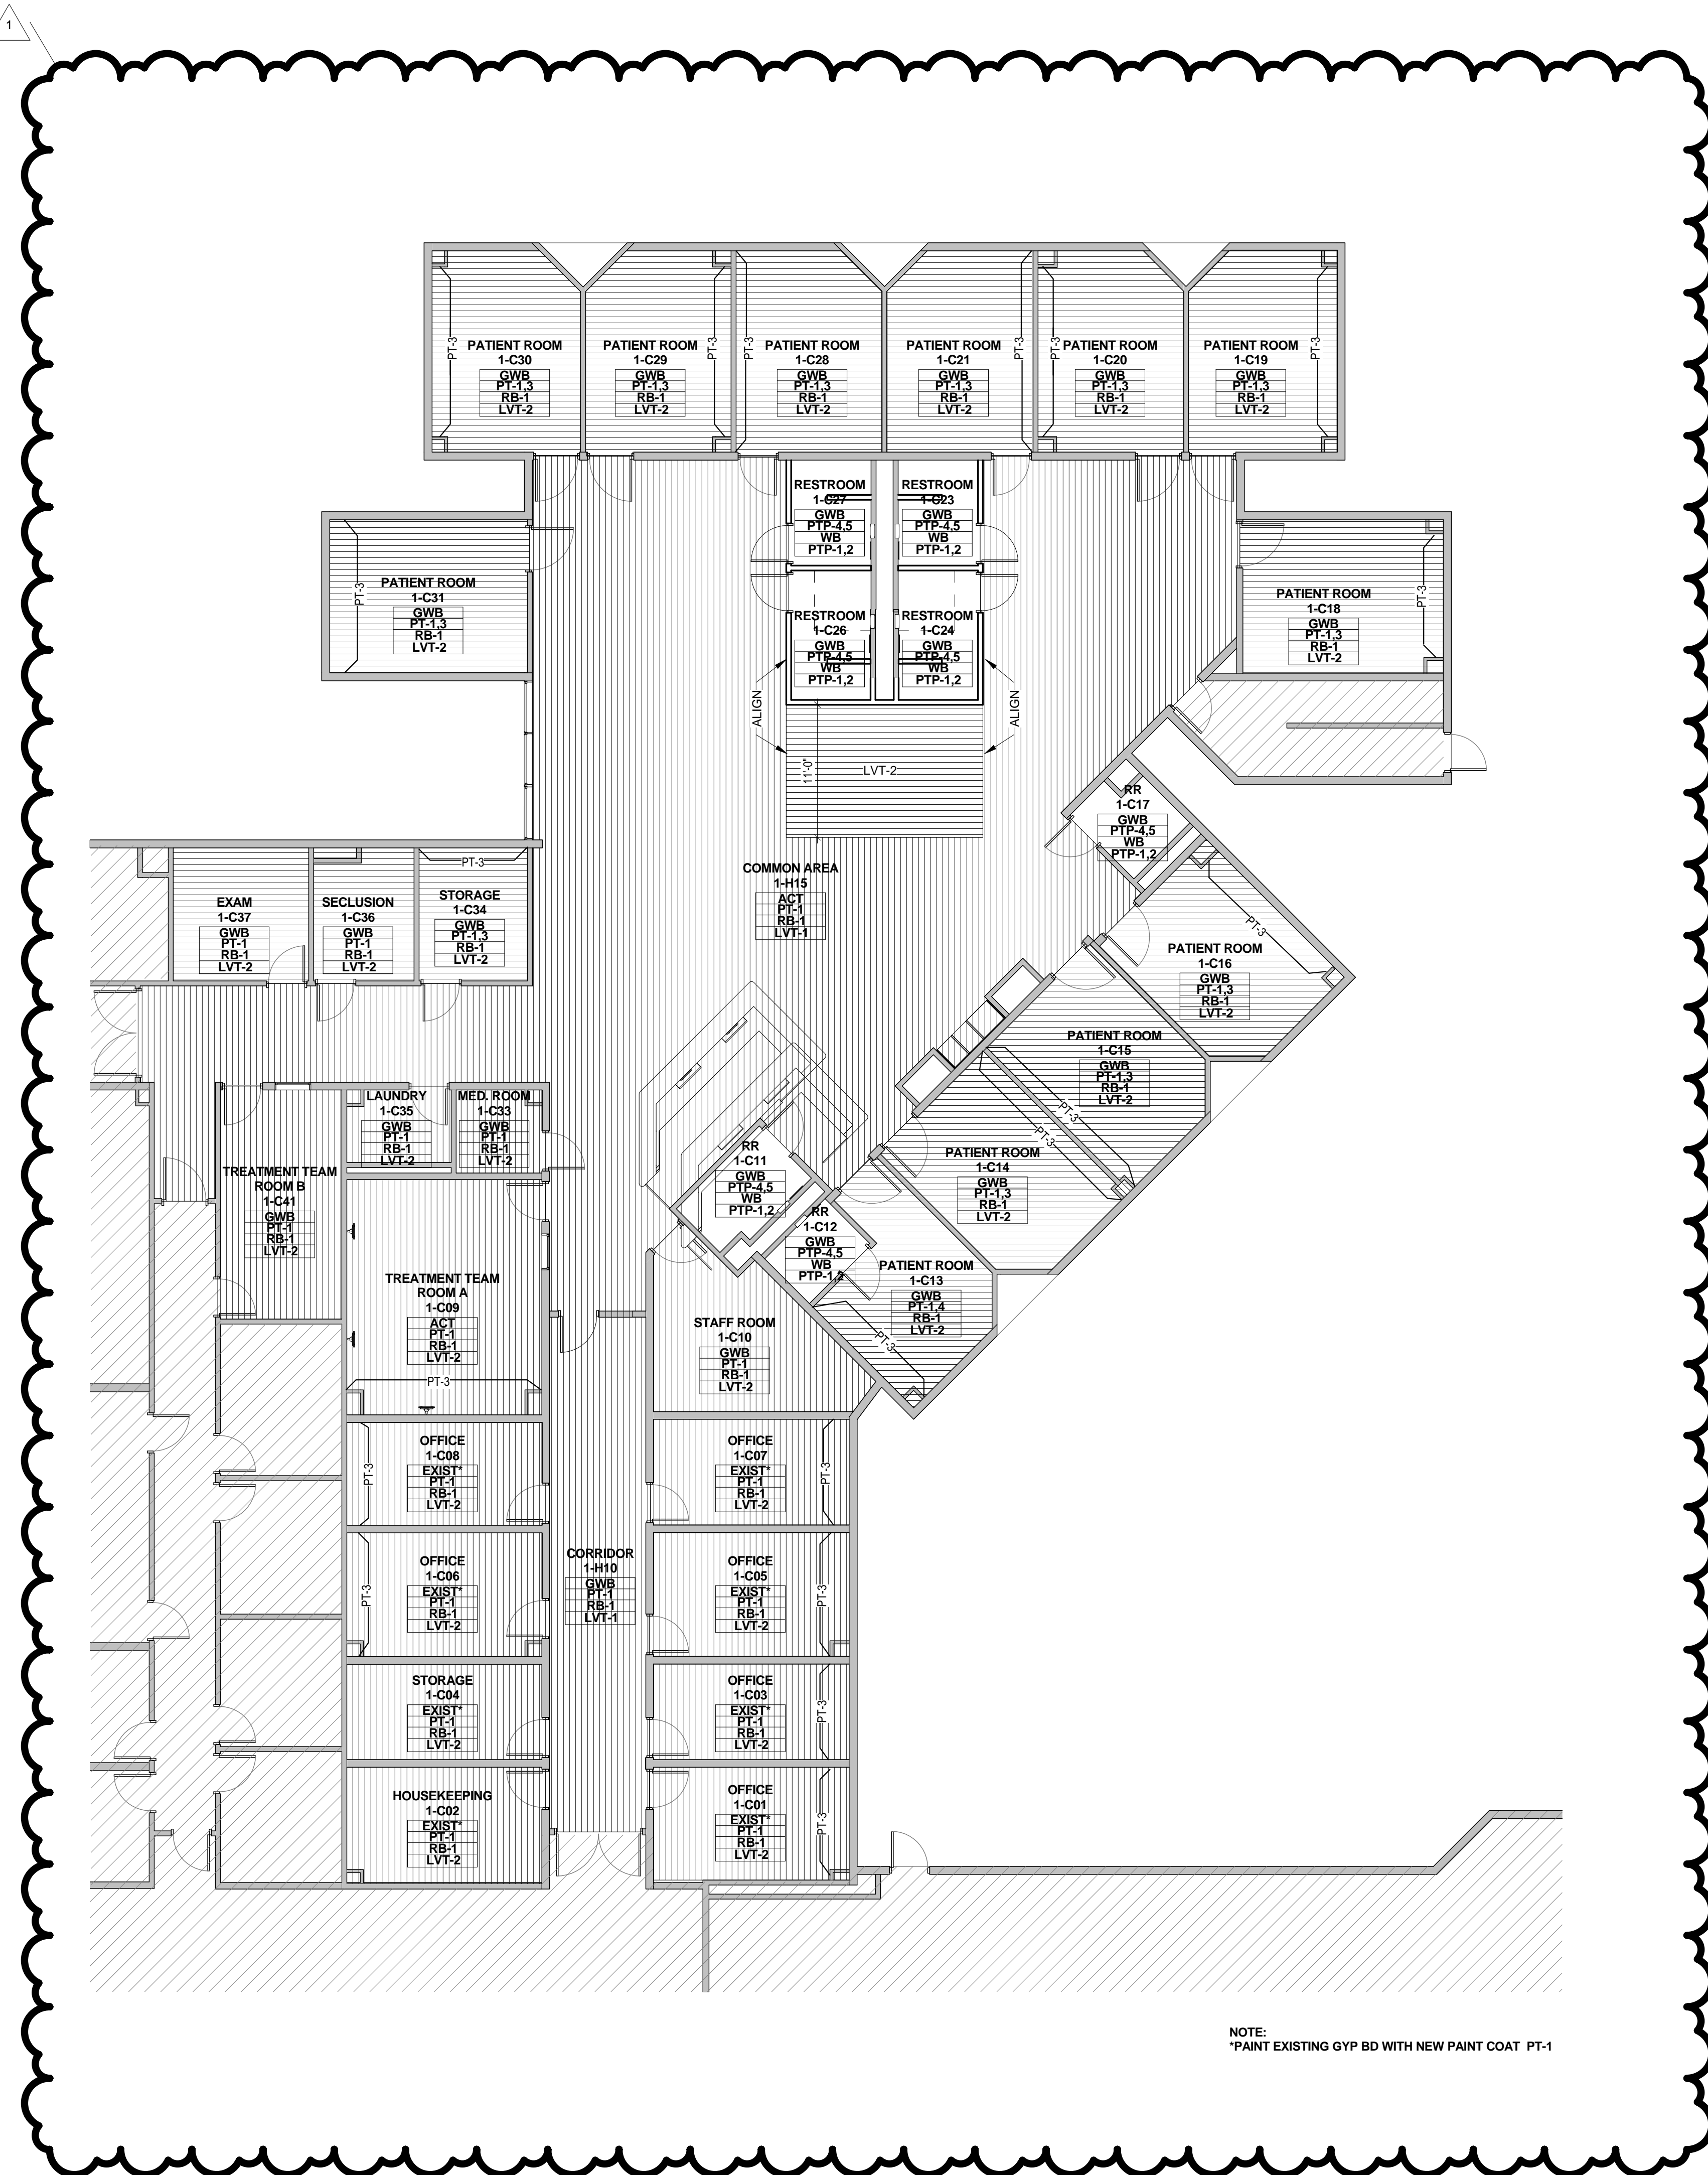 1
PATIENT ROOM
1-C30
GWB
PT-1,3
RB-1
LVT-2
PT-3
PATIENT ROOM
1-C29
GWB
PT-1,3
RB-1
LVT-2
PT-3
PATIENT ROOM
1-C28
GWB
PT-1,3
RB-1
LVT-2
PT-3
PATIENT ROOM
1-C21
GWB
PT-1,3
RB-1
LVT-2
PT-3
PATIENT ROOM
1-C20
GWB
PT-1,3
RB-1
LVT-2
PT-3
PATIENT ROOM
1-C19
GWB
PT-1,3
RB-1
LVT-2
PT-3
RESTROOM
1-C27
GWB
PTP-4,5
WB
PTP-1,2
RESTROOM
1-C23
GWB
PTP-4,5
WB
PTP-1,2
PATIENT ROOM
1-C31
GWB
PT-1,3
RB-1
LVT-2
PT-3
RESTROOM
1-C26
GWB
PTP-4,5
WB
PTP-1,2
RESTROOM
1-C24
GWB
PTP-4,5
WB
PTP-1,2
PATIENT ROOM
1-C18
GWB
PT-1,3
RB-1
LVT-2
PT-3
ALIGN
ALIGN
11'-0"
LVT-2
RR
1-C17
GWB
PTP-4,5
WB
PTP-1,2
COMMON AREA
1-H15
ACT
PT-1
RB-1
LVT-1
EXAM
1-C37
GWB
PT-1
RB-1
LVT-2
SECLUSION
1-C36
GWB
PT-1
RB-1
LVT-2
PT-3
STORAGE
1-C34
GWB
PT-1,3
RB-1
LVT-2
PT-3
PATIENT ROOM
1-C16
GWB
PT-1,3
RB-1
LVT-2
PATIENT ROOM
1-C15
GWB
PT-1,3
RB-1
LVT-2
PT-3
PT-3
PATIENT ROOM
1-C14
GWB
PT-1,3
RB-1
LVT-2
LAUNDRY
1-C35
GWB
PT-1
RB-1
LVT-2
MED. ROOM
1-C33
GWB
PT-1
RB-1
LVT-2
RR
1-C11
GWB
PTP-4,5
WB
PTP-1,2
TREATMENT TEAM
ROOM B
1-C41
GWB
PT-1
RB-1
LVT-2
RR
1-C12
GWB
PTP-4,5
WB
PTP-1,2
PATIENT ROOM
1-C13
GWB
PT-1,4
RB-1
LVT-2
PT-3
TREATMENT TEAM
ROOM A
1-C09
ACT
PT-1
RB-1
LVT-2
PT-3
STAFF ROOM
1-C10
GWB
PT-1
RB-1
LVT-2
OFFICE
1-C08
EXIST*
PT-1
RB-1
LVT-2
PT-3
OFFICE
1-C07
EXIST*
PT-1
RB-1
LVT-2
PT-3
OFFICE
1-C06
EXIST*
PT-1
RB-1
LVT-2
PT-3
CORRIDOR
1-H10
GWB
PT-1
RB-1
LVT-1
OFFICE
1-C05
EXIST*
PT-1
RB-1
LVT-2
PT-3
STORAGE
1-C04
EXIST*
PT-1
RB-1
LVT-2
OFFICE
1-C03
EXIST*
PT-1
RB-1
LVT-2
PT-3
HOUSEKEEPING
1-C02
EXIST*
PT-1
RB-1
LVT-2
OFFICE
1-C01
EXIST*
PT-1
RB-1
LVT-2
PT-3
NOTE:
*PAINT EXISTING GYP BD WITH NEW PAINT COAT PT-1